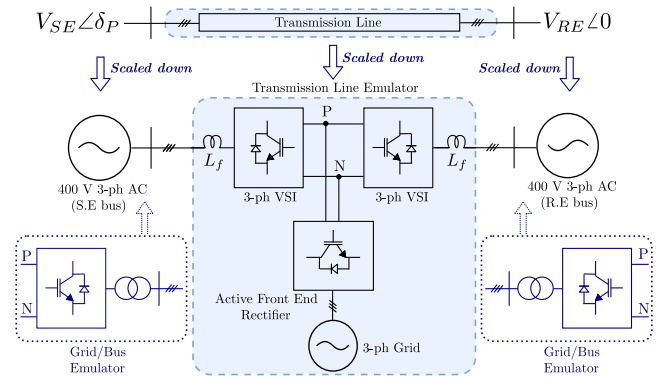 V_SE∠δ_P
Transmission Line
V_RE∠0
Scaled down
Scaled down
Scaled down
Transmission Line Emulator
P
N
L_f
L_f
3-ph VSI
3-ph VSI
400 V 3-ph AC
(S.E bus)
400 V 3-ph AC
(R.E bus)
P
N
P
N
Active Front End
Rectifier
3-ph Grid
Grid/Bus
Emulator
Grid/Bus
Emulator